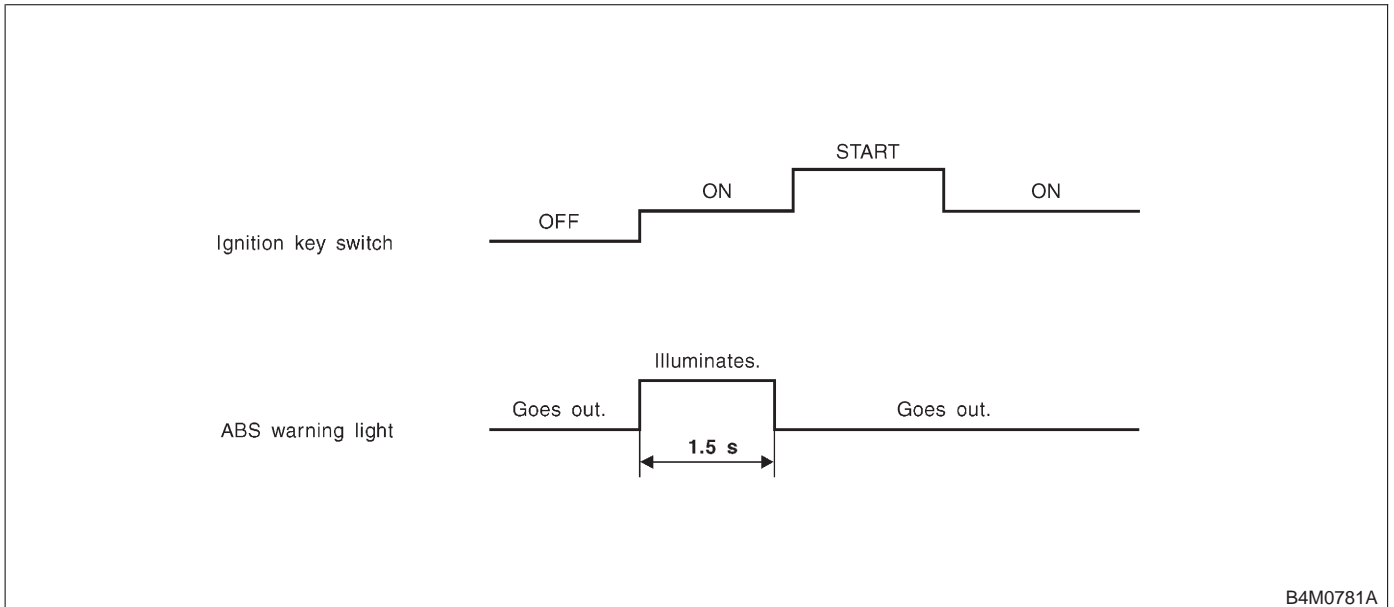 START
ON
ON
OFF
Ignition key switch
Illuminates.
Goes out.
Goes out.
ABS warning light
1.5 s
B4M0781A